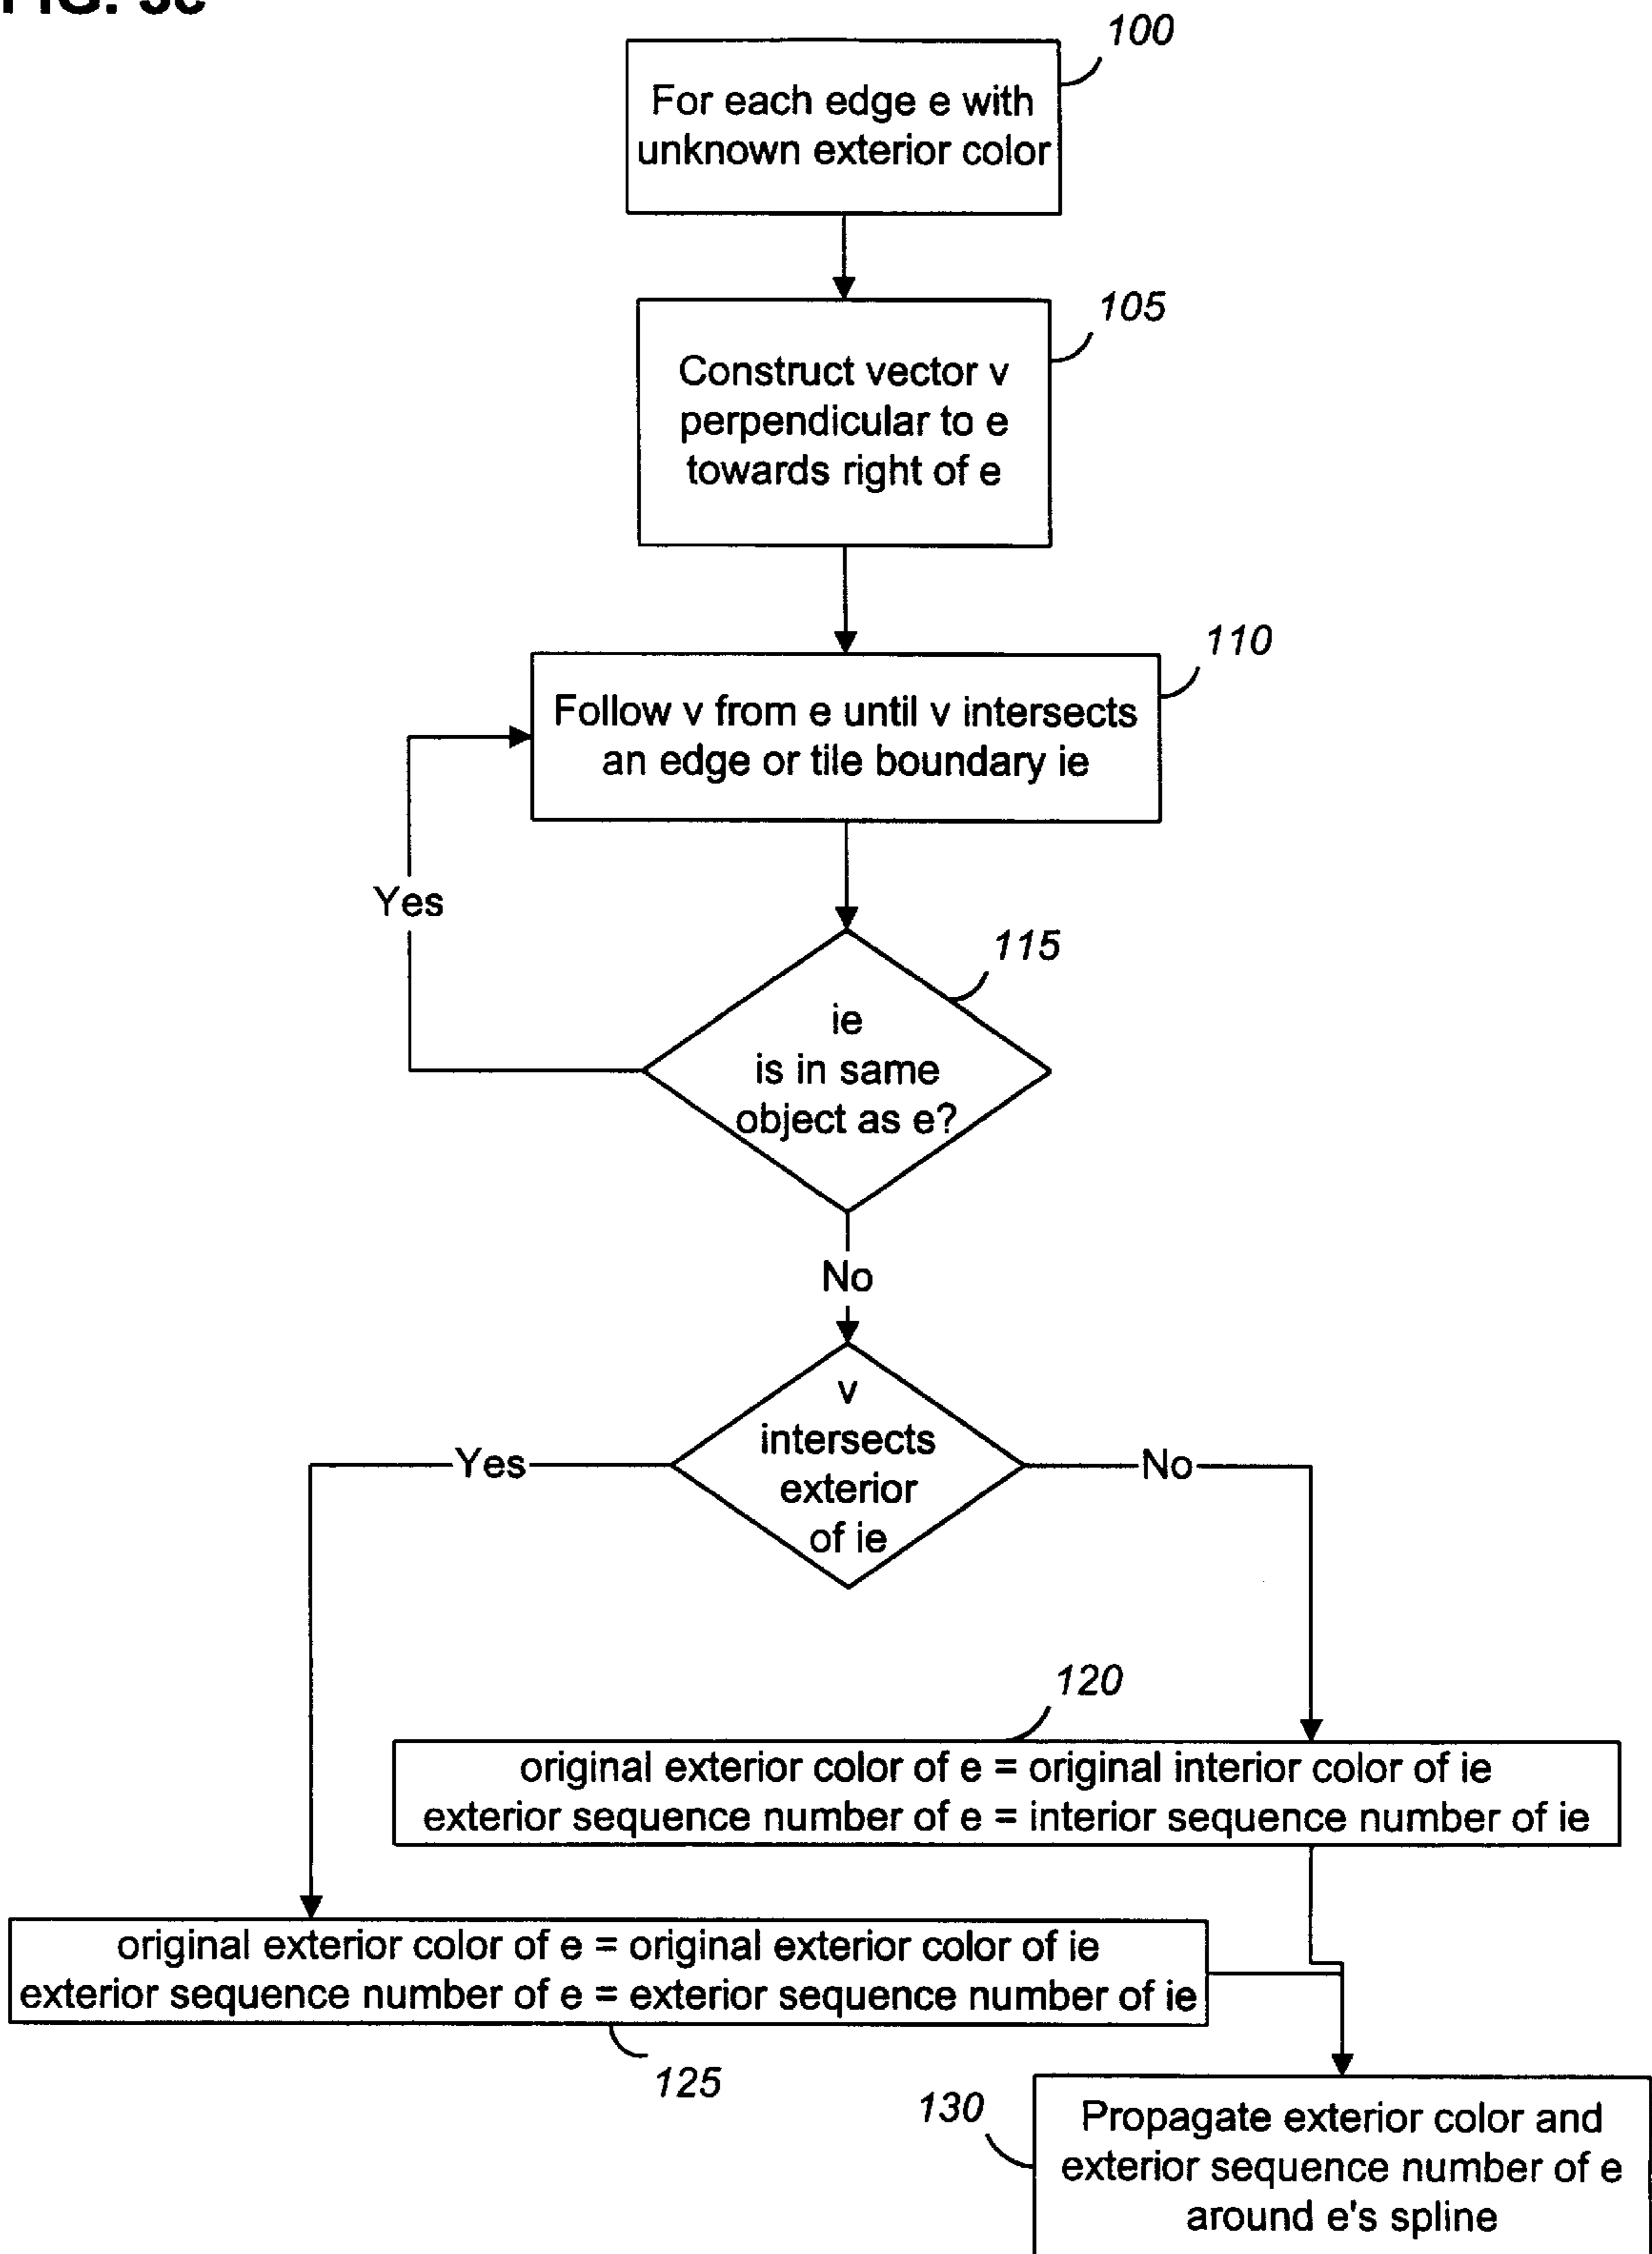 100
For each edge e with
unknown exterior color
105
Construct vector v
perpendicular to e
towards right of e
110
Follow v from e until v intersects
an edge or tile boundary ie
Yes
115
ie
is in same
object as e?
No
v
intersects
exterior
of ie
Yes
No
120
original exterior color of e = original interior color of ie
exterior sequence number of e = interior sequence number of ie
original exterior color of e = original exterior color of ie
exterior sequence number of e = exterior sequence number of ie
125
130
Propagate exterior color and
exterior sequence number of e
around e's spline